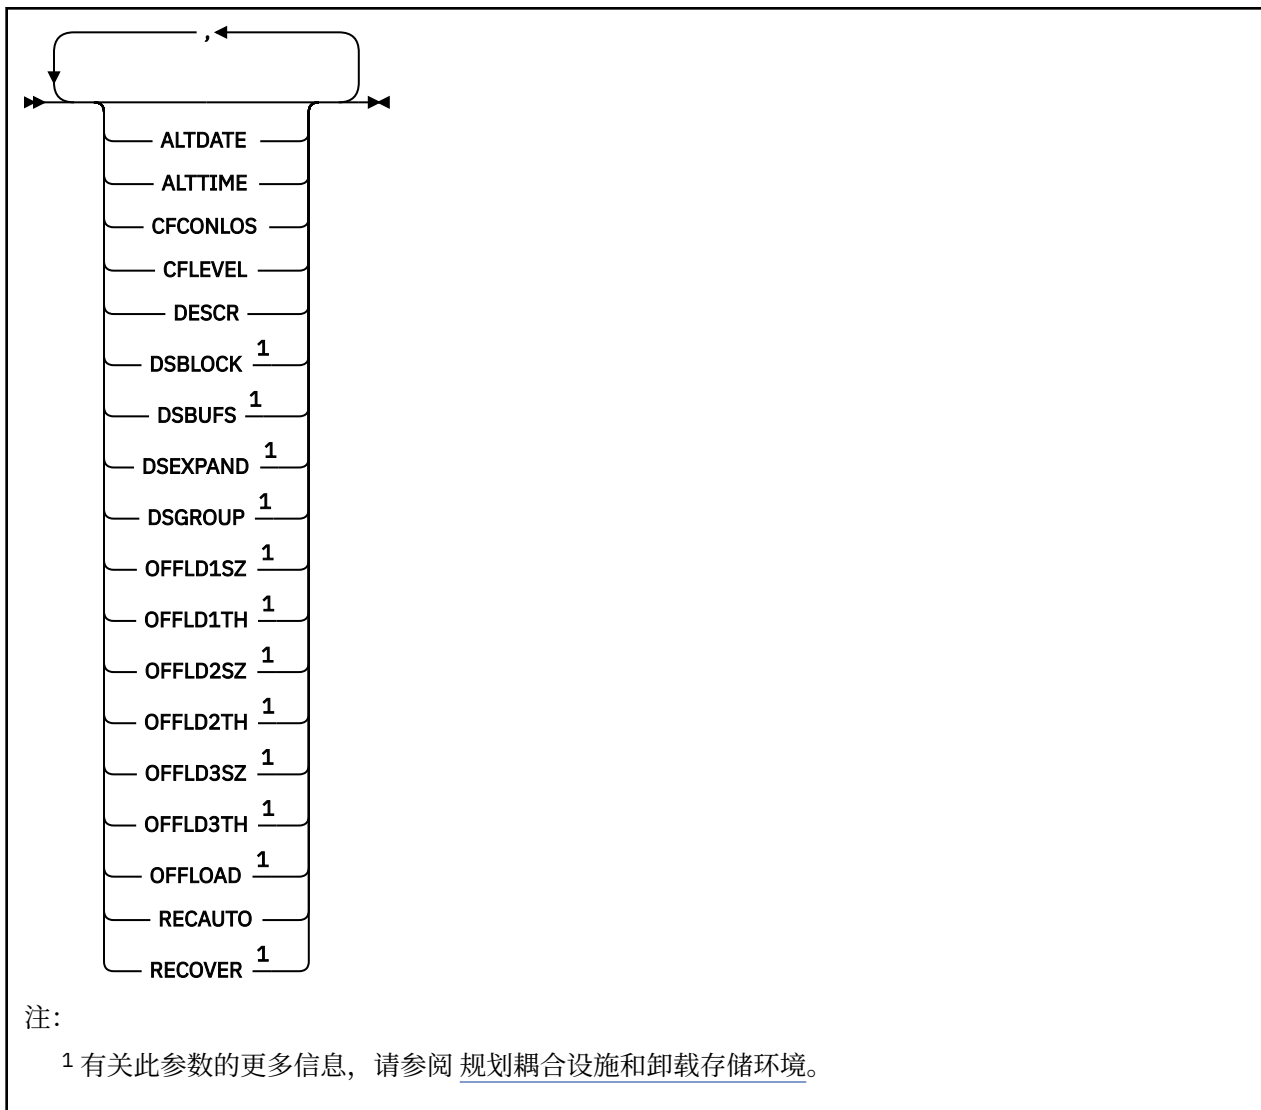 ,
ALTDATE
ALTTIME
CFCONLOS
CFLEVEL
DESCR
DSBLOCK 1
DSBUFS 1
DSEXPAND 1
DSGROUP 1
OFFLD1SZ 1
OFFLD1TH 1
OFFLD2SZ 1
OFFLD2TH 1
OFFLD3SZ 1
OFFLD3TH 1
OFFLOAD 1
RECAUTO
RECOVER 1
注：
1 有关此参数的更多信息，请参阅 规划耦合设施和卸载存储环境。